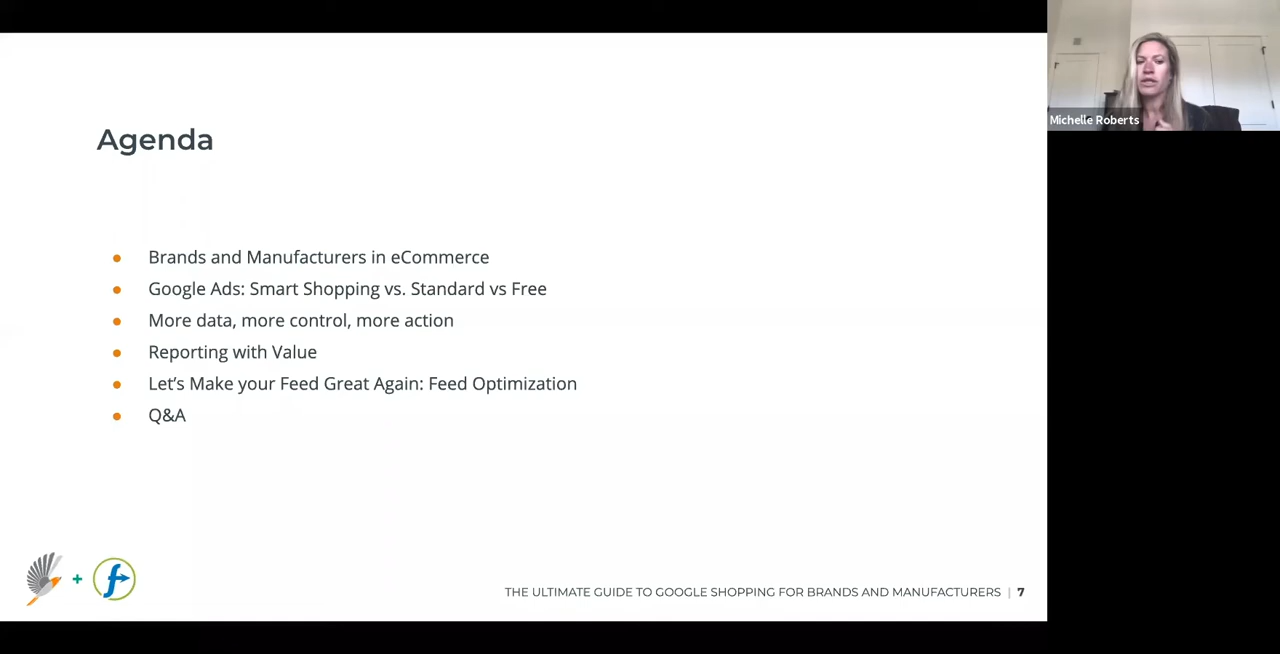 Agenda
Brands and Manufacturers in eCommerce
Google Ads: Smart Shopping vs. Standard vs Free
More data, more control, more action
Reporting with Value
Let's Make your Feed Great Again: Feed Optimization
Q&A
+
f
THE ULTIMATE GUIDE TO GOOGLE SHOPPING FOR BRANDS AND MANUFACTURERS | 7
Michelle Roberts